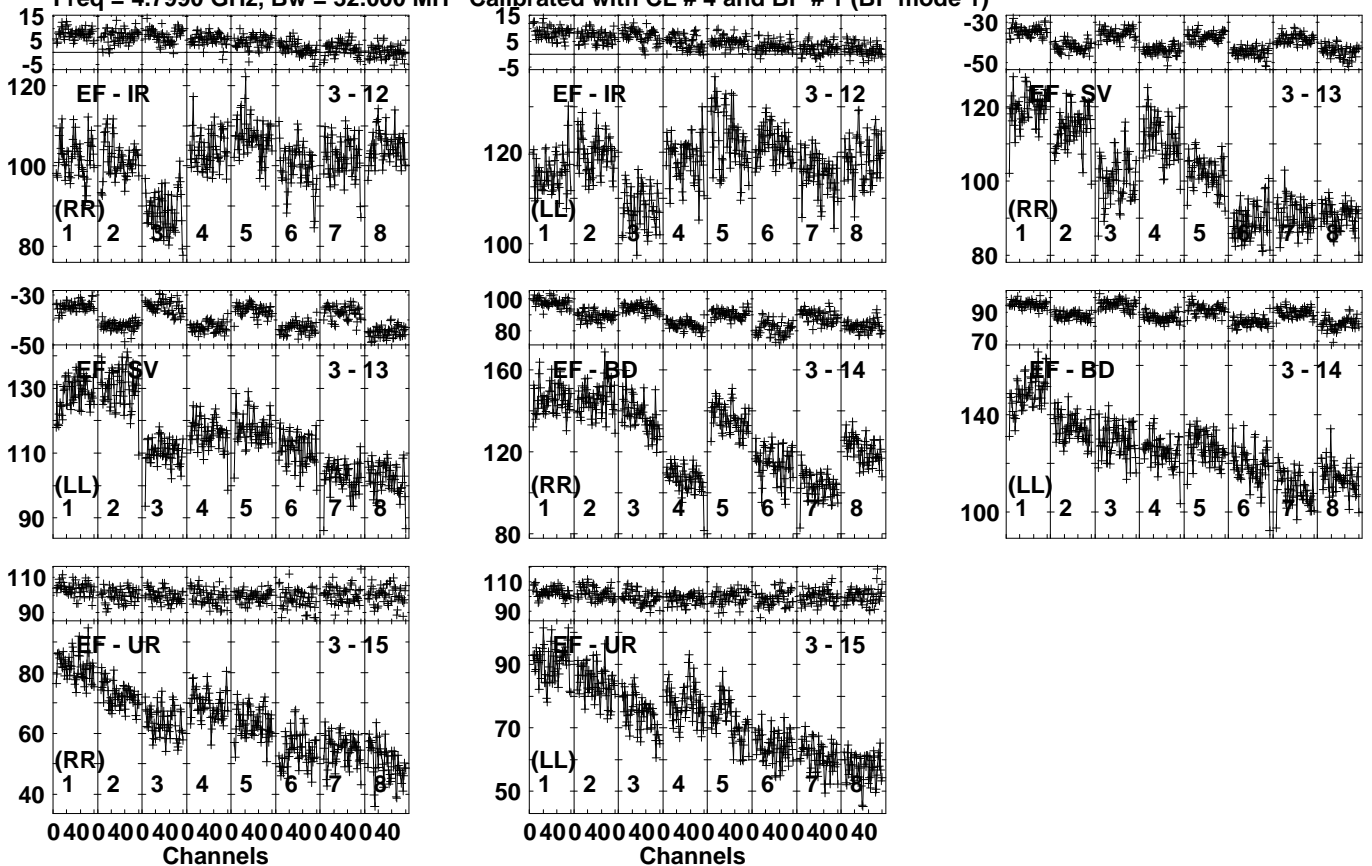 Freq = 4.7990 GHz, Bw = 32.000 MH Calibrated with CL # 4 and BP # 1 (BP mode 1)
15
5
-5
120
100
80
EF - IR 3 - 12
(RR)
1 2 3 4 5 6 7 8
15
5
-5
120
100
EF - IR 3 - 12
(LL)
1 2 3 4 5 6 7 8
-30
-50
120
100
80
EF - SV 3 - 13
(RR)
1 2 3 4 5 6 7 8
-30
-50
130
110
90
EF - SV 3 - 13
(LL)
1 2 3 4 5 6 7 8
100
80
160
120
80
EF - BD 3 - 14
(RR)
1 2 3 4 5 6 7 8
90
70
140
100
EF - BD 3 - 14
(LL)
1 2 3 4 5 6 7 8
110
90
80
60
40
EF - UR 3 - 15
(RR)
1 2 3 4 5 6 7 8
0 40 0 40 0 40 0 40 0 40 0 40 0 40 0 40
Channels
110
90
90
70
50
EF - UR 3 - 15
(LL)
1 2 3 4 5 6 7 8
0 40 0 40 0 40 0 40 0 40 0 40 0 40 0 40
Channels